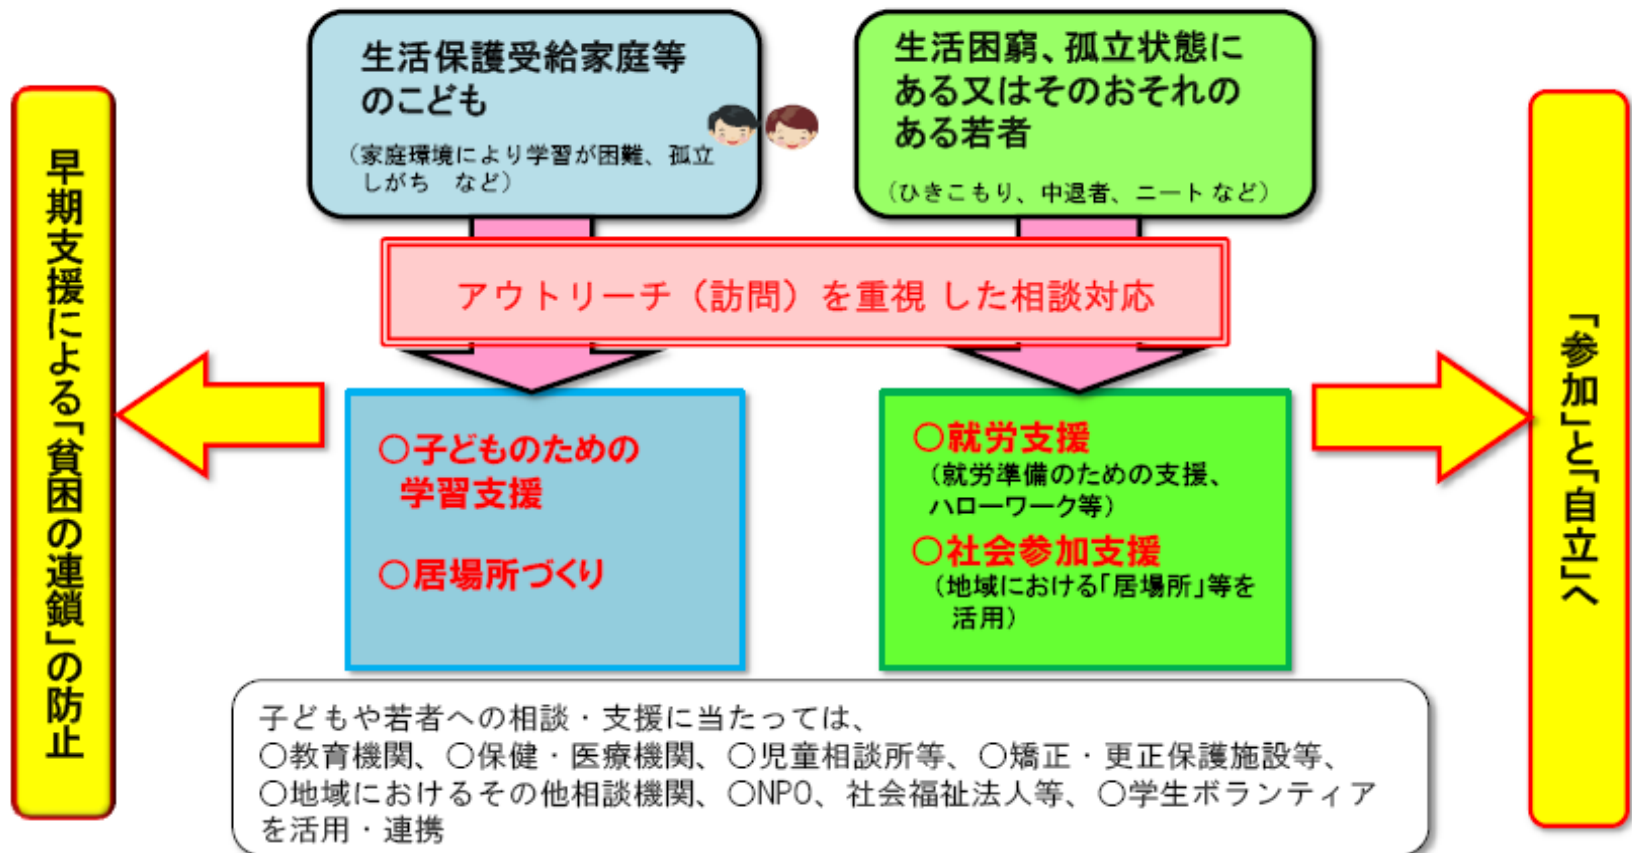 生活保護受給家庭等
のこども
（家庭環境により学習が困難、孤立
しがち　など）
生活困窮、孤立状態に
ある又はそのおそれの
ある若者
（ひきこもり、中退者、ニート など）
アウトリーチ（訪問）を重視 した相談対応
早期支援による「貧困の連鎖」の防止
○子どものための
学習支援
○居場所づくり
○就労支援
（就労準備のための支援、
ハローワーク等）
○社会参加支援
（地域における「居場所」等を
活用）
「参加」と「自立」へ
子どもや若者への相談・支援に当たっては、
○教育機関、○保健・医療機関、○児童相談所等、○矯正・更正保護施設等、
○地域におけるその他相談機関、○NPO、社会福祉法人等、○学生ボランティア
を活用・連携